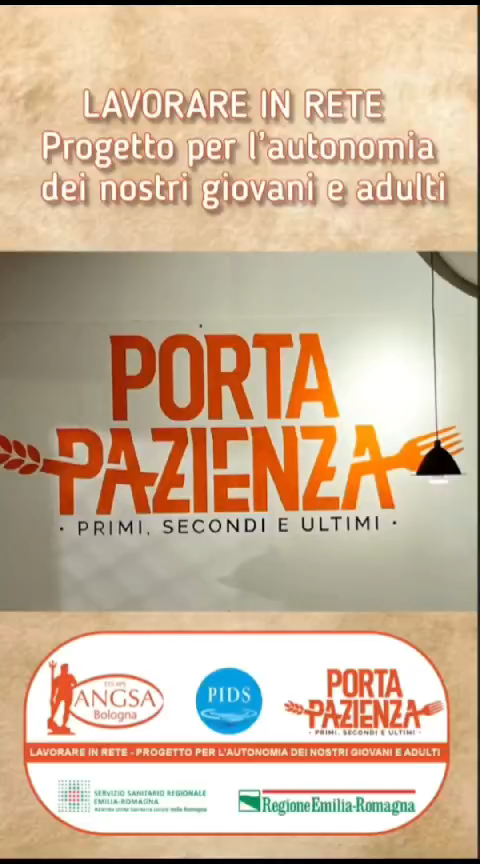 LAVORARE IN RETE
Progetto per l'autonomia
dei nostri giovani e adulti
PORTA
PAZIENZA
· PRIMI, SECONDI E ULTIMI ·
ANGSA
Bologna
PIDS
PORTA
PAZIENZA
· PRIMI, SECONDI E ULTIMI ·
LAVORARE IN RETE - PROGETTO PER L'AUTONOMIA DEI NOSTRI GIOVANI E ADULTI
SERVIZIO SANITARIO REGIONALE
EMILIA-ROMAGNA
RegioneEmilia-Romagna